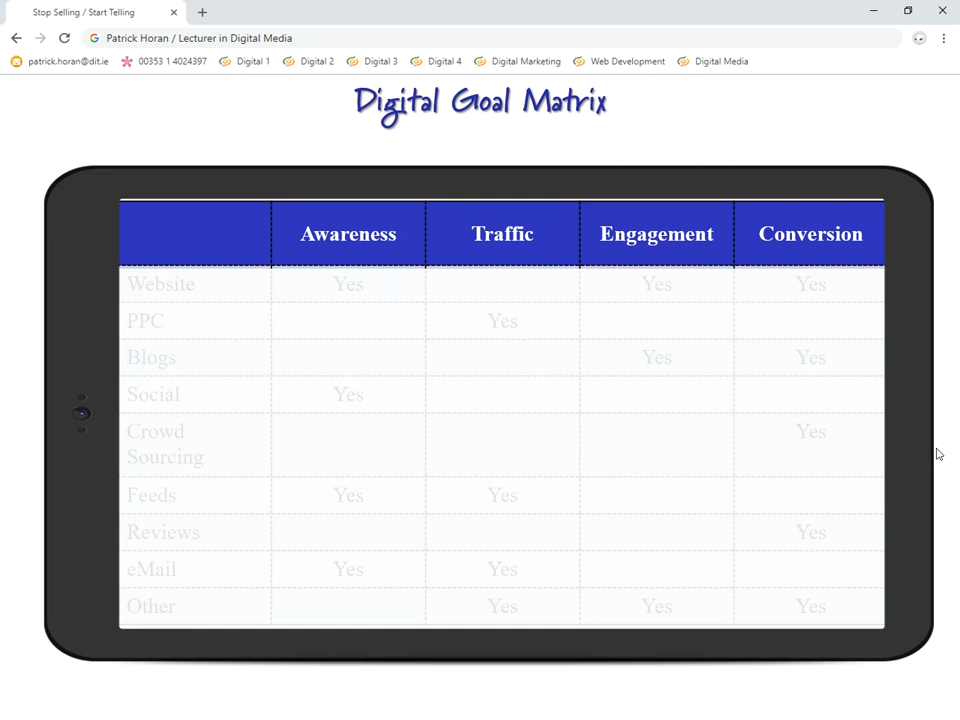 Stop Selling / Start Telling
Patrick Horan / Lecturer in Digital Media
patrick.horan@dit.ie 00353 1 4024397 Digital 1 Digital 2 Digital 3 Digital 4 Digital Marketing Web Development Digital Media
Digital Goal Matrix
Awareness Traffic Engagement Conversion
Website Yes Yes Yes
PPC Yes
Blogs Yes Yes
Social Yes
Crowd Yes
Sourcing
Feeds Yes Yes
Reviews Yes
eMail Yes Yes
Other Yes Yes Yes